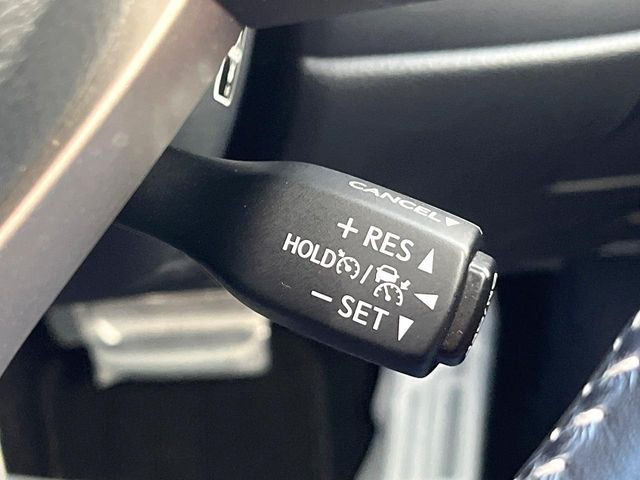 CANCEL▼
+ RES ▲
HOLD / ◀
− SET ▼